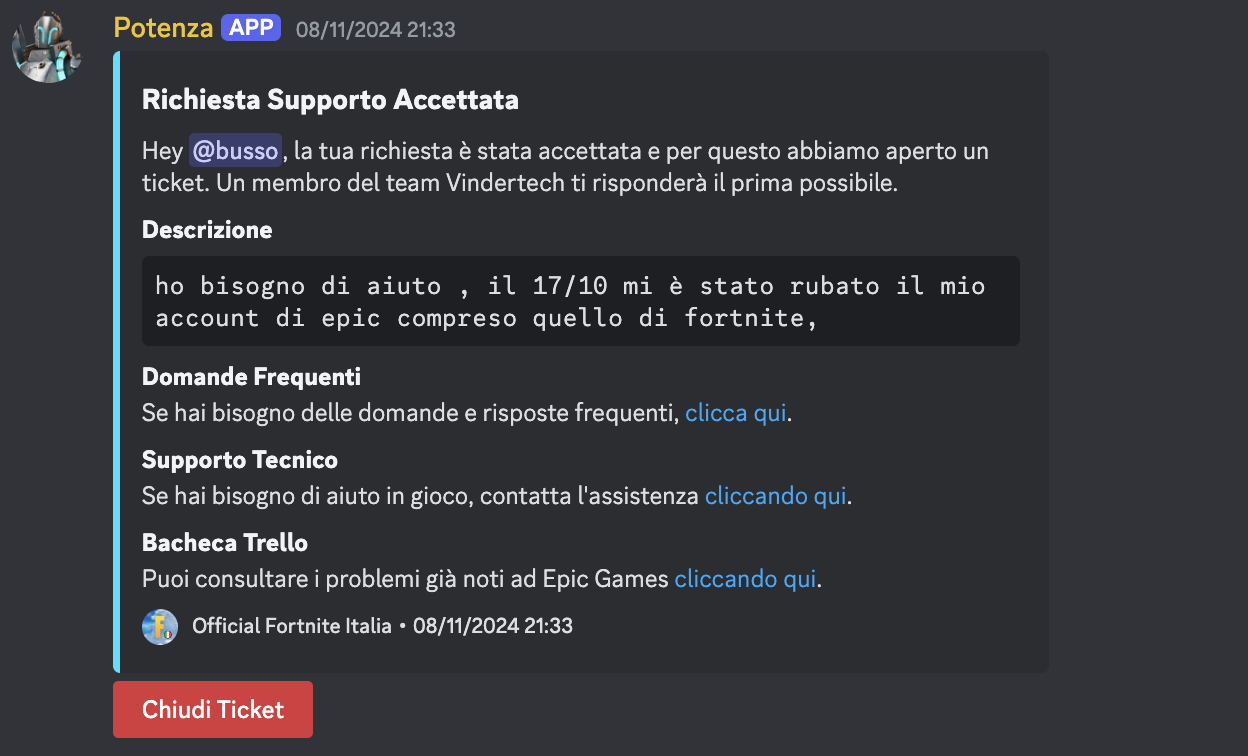 Potenza APP 08/11/2024 21:33
Richiesta Supporto Accettata
Hey @busso, la tua richiesta è stata accettata e per questo abbiamo aperto un
ticket. Un membro del team Vindertech ti risponderà il prima possibile.
Descrizione
ho bisogno di aiuto , il 17/10 mi è stato rubato il mio
account di epic compreso quello di fortnite,
Domande Frequenti
Se hai bisogno delle domande e risposte frequenti, clicca qui.
Supporto Tecnico
Se hai bisogno di aiuto in gioco, contatta l'assistenza cliccando qui.
Bacheca Trello
Puoi consultare i problemi già noti ad Epic Games cliccando qui.
Official Fortnite Italia • 08/11/2024 21:33
Chiudi Ticket